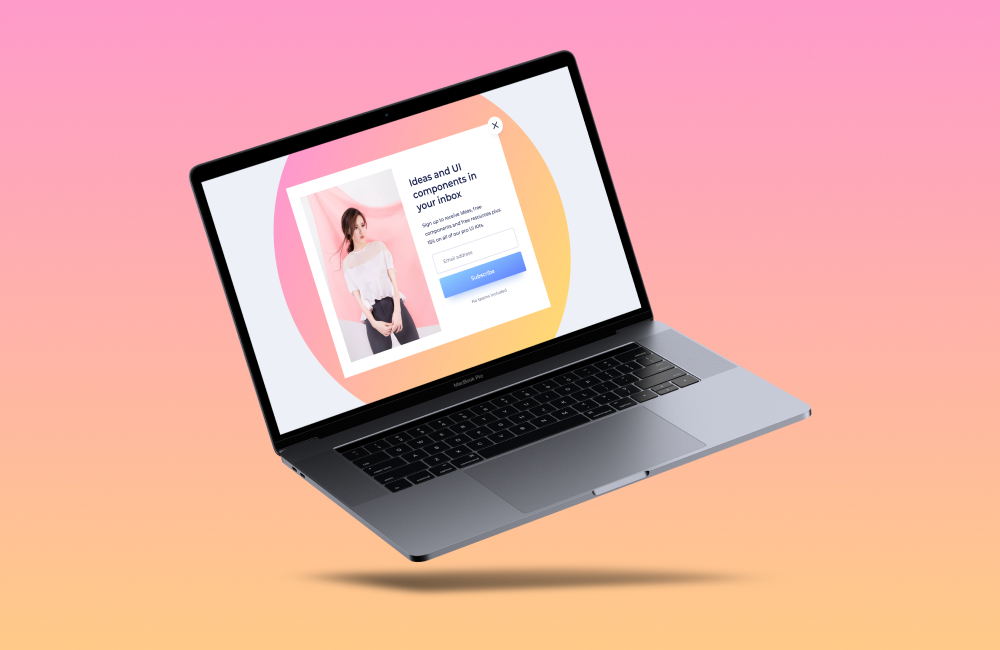 Ideas and UI
components in
your inbox
Sign up to receive ideas, free
components and free resources plus
10% on all of our pro UI Kits.
Email address
Subscribe
No spams included
MacBook Pro